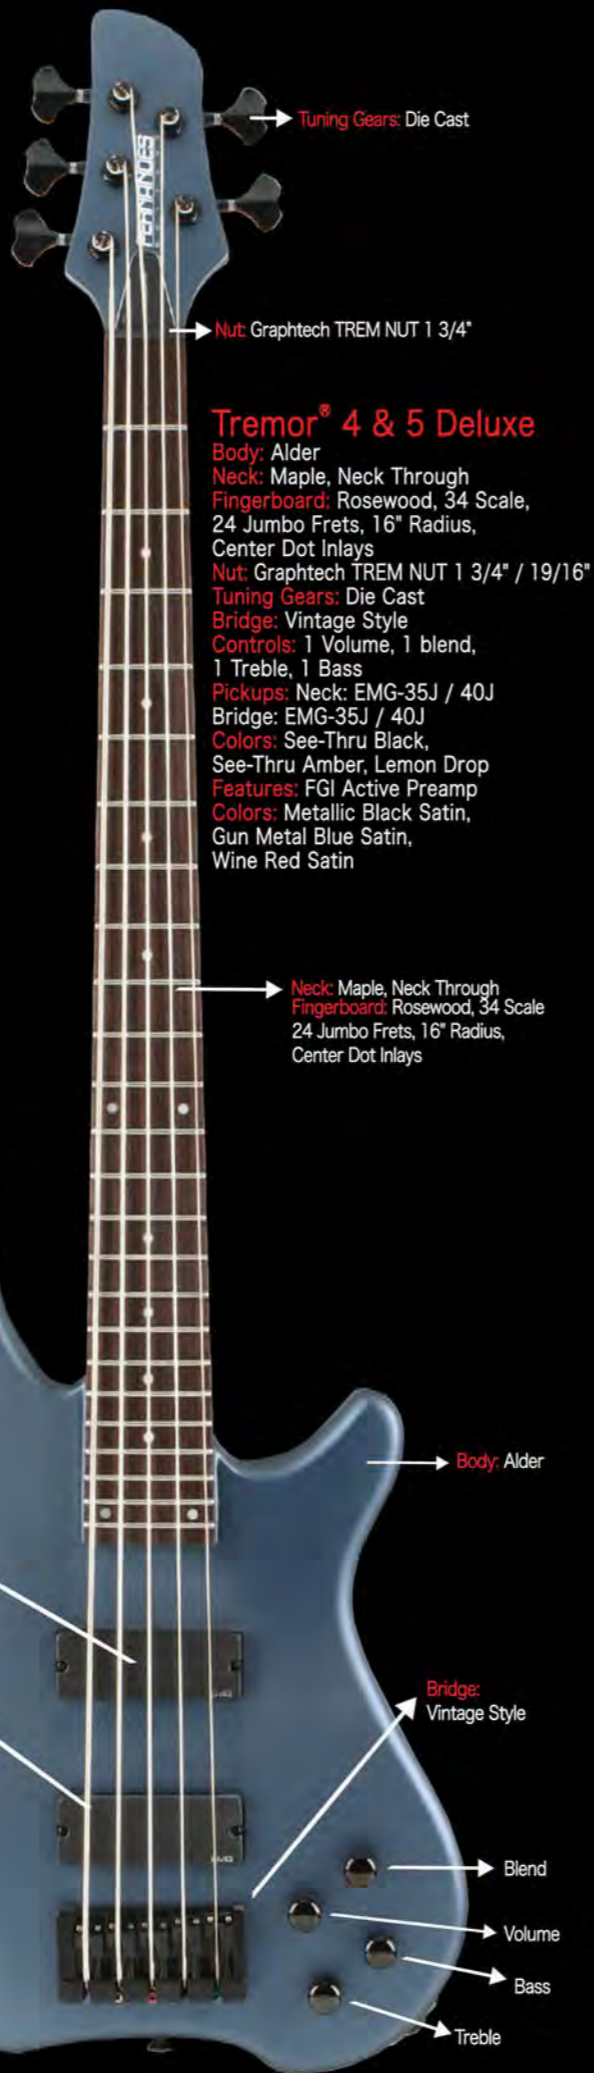 FERNANDES
Tuning Gears: Die Cast
Nut: Graphtech TREM NUT 1 3/4"
Tremor® 4 & 5 Deluxe
Body: Alder
Neck: Maple, Neck Through
Fingerboard: Rosewood, 34 Scale,
24 Jumbo Frets, 16" Radius,
Center Dot Inlays
Nut: Graphtech TREM NUT 1 3/4" / 19/16"
Tuning Gears: Die Cast
Bridge: Vintage Style
Controls: 1 Volume, 1 blend,
1 Treble, 1 Bass
Pickups: Neck: EMG-35J / 40J
Bridge: EMG-35J / 40J
Colors: See-Thru Black,
See-Thru Amber, Lemon Drop
Features: FGI Active Preamp
Colors: Metallic Black Satin,
Gun Metal Blue Satin,
Wine Red Satin
Neck: Maple, Neck Through
Fingerboard: Rosewood, 34 Scale
24 Jumbo Frets, 16" Radius,
Center Dot Inlays
Body: Alder
Bridge:
Vintage Style
EMG
EMG
Blend
Volume
Bass
Treble